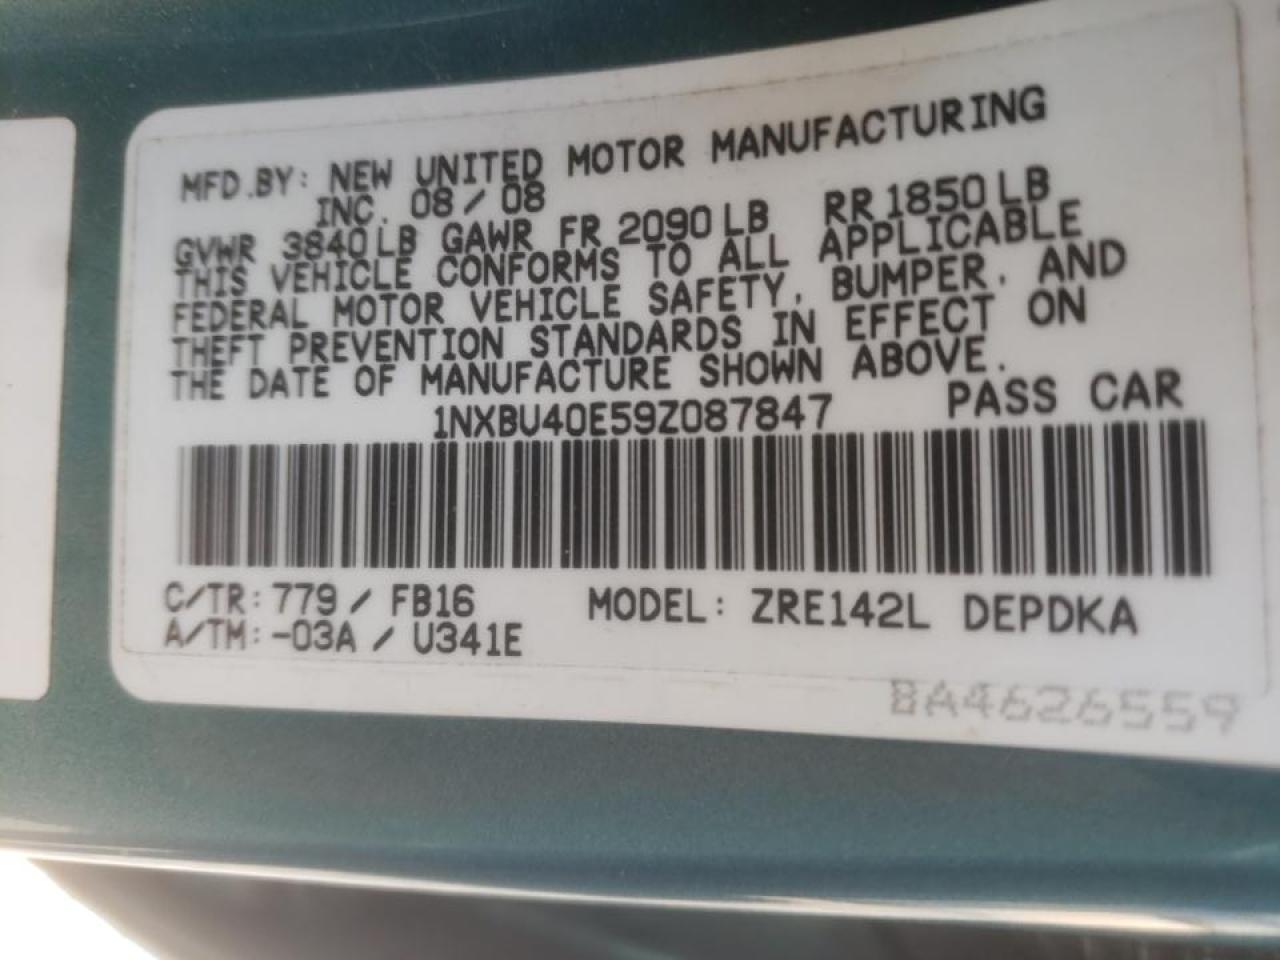 MFD.BY: NEW UNITED MOTOR MANUFACTURING
INC. 08/08
GVWR 3840LB GAWR FR 2090LB RR1850LB
THIS VEHICLE CONFORMS TO ALL APPLICABLE
FEDERAL MOTOR VEHICLE SAFETY, BUMPER, AND
THEFT PREVENTION STANDARDS IN EFFECT ON
THE DATE OF MANUFACTURE SHOWN ABOVE.
1NXBU40E59Z087847 PASS CAR
C/TR: 779 / FB16 MODEL: ZRE142L DEPDKA
A/TM: -03A / U341E
BA4626559